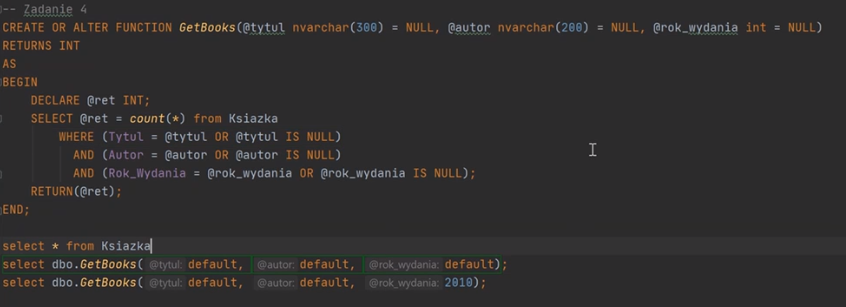 -- Zadanie 4
CREATE OR ALTER FUNCTION GetBooks(@tytul nvarchar(300) = NULL, @autor nvarchar(200) = NULL, @rok_wydania int = NULL)
RETURNS INT
AS
BEGIN
DECLARE @ret INT;
SELECT @ret = count(*) from Ksiazka
WHERE (Tytul = @tytul OR @tytul IS NULL)
AND (Autor = @autor OR @autor IS NULL)
AND (Rok_Wydania = @rok_wydania OR @rok_wydania IS NULL);
RETURN(@ret);
END;
select * from Ksiazka
select dbo.GetBooks( @tytul: default, @autor: default, @rok_wydania: default);
select dbo.GetBooks( @tytul: default, @autor: default, @rok_wydania: 2010);